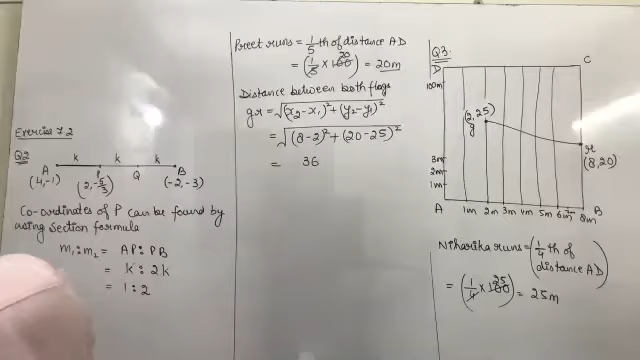 Exercise 7.2
Q2
k k k
A P Q B
(4,-1) (2,-5/3) (-2,-3)
Co-ordinates of P can be found by
using section formula
m₁:m₂ = AP:PB
= k:2k
= 1:2
Preet runs = 1/5 th of distance AD
= (1/5 × 100) = 20m
20
Distance between both flags
gr = √(x₂-x₁)²+(y₂-y₁)²
= √(8-2)²+(20-25)²
= 36
Q3.
D C
100m
(2,25)
g
r
(8,20)
3m
2m
1m
A 1m 2m 3m 4m 5m 6m 7m 8m B
Niharika runs = (1/4 th of
distance AD)
= (1/4 × 100) = 25m
25